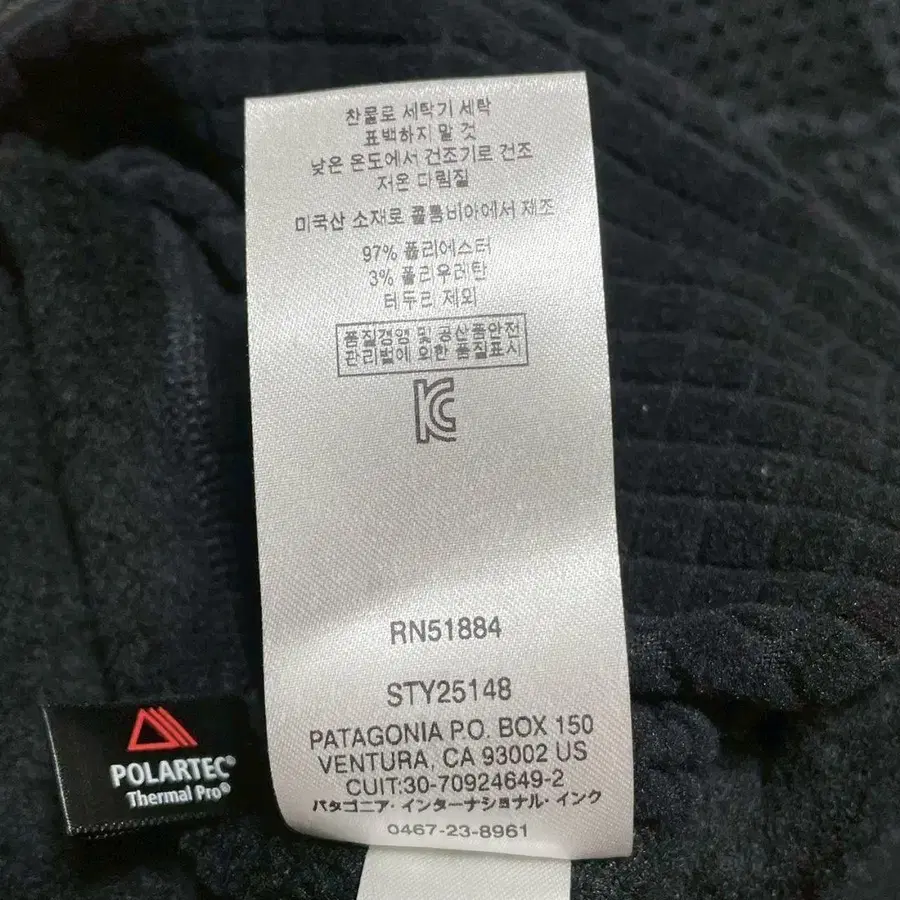 찬물로 세탁기 세탁
표백하지 말 것
낮은 온도에서 건조기로 건조
저온 다림질
미국산 소재로 콜롬비아에서 제조
97% 폴리에스터
3% 폴리우레탄
테두리 제외
품질경영 및 공산품안전
관리법에 의한 품질표시
RN51884
STY25148
PATAGONIA P.O. BOX 150
VENTURA, CA 93002 US
CUIT:30-70924649-2
パタゴニア·インターナショナル·インク
0467-23-8961
POLARTEC®
Thermal Pro®